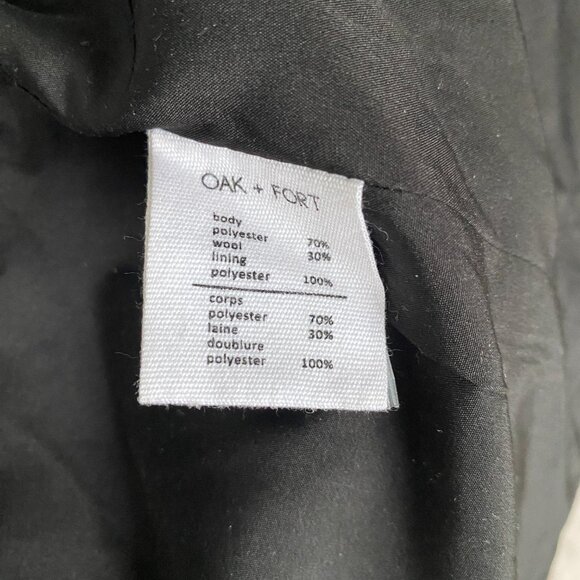 OAK + FORT
body
polyester 70%
wool 30%
lining
polyester 100%
corps
polyester 70%
laine 30%
doublure
polyester 100%